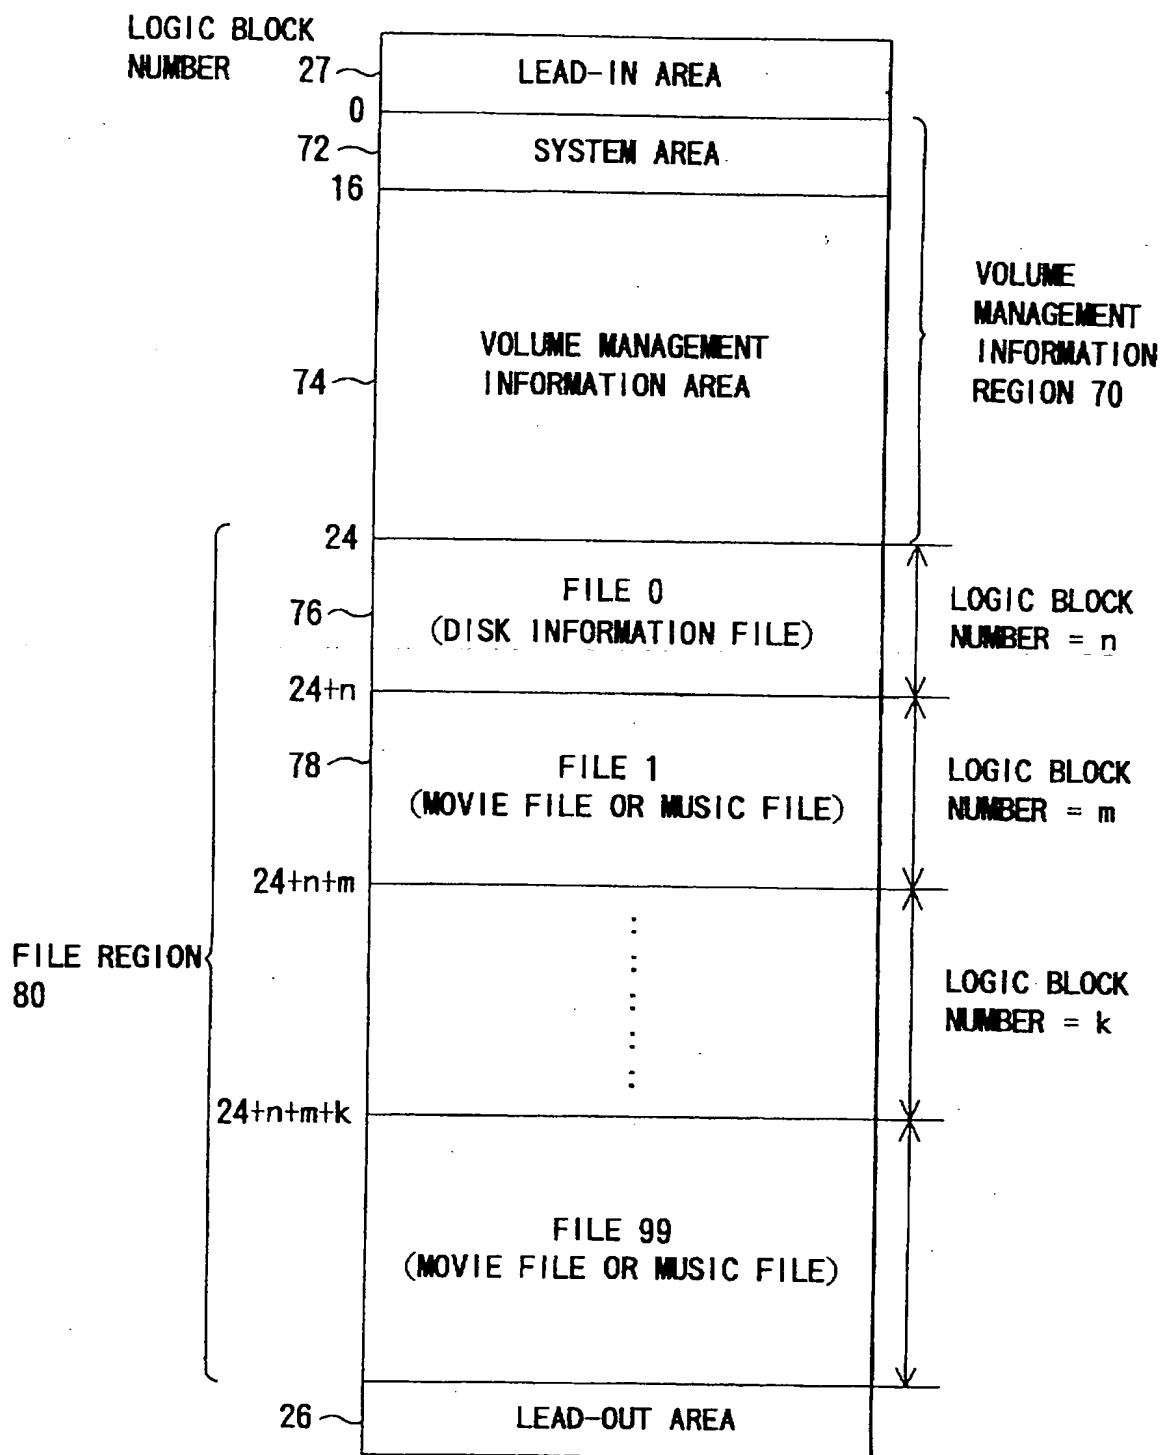 LOGIC BLOCK
NUMBER
27
LEAD-IN AREA
0
72
SYSTEM AREA
16
VOLUME
MANAGEMENT
INFORMATION
REGION 70
VOLUME MANAGEMENT
INFORMATION AREA
74
24
FILE 0
(DISK INFORMATION FILE)
76
LOGIC BLOCK
NUMBER = n
24+n
78
FILE 1
(MOVIE FILE OR MUSIC FILE)
LOGIC BLOCK
NUMBER = m
24+n+m
FILE REGION
80
LOGIC BLOCK
NUMBER = k
24+n+m+k
FILE 99
(MOVIE FILE OR MUSIC FILE)
26
LEAD-OUT AREA